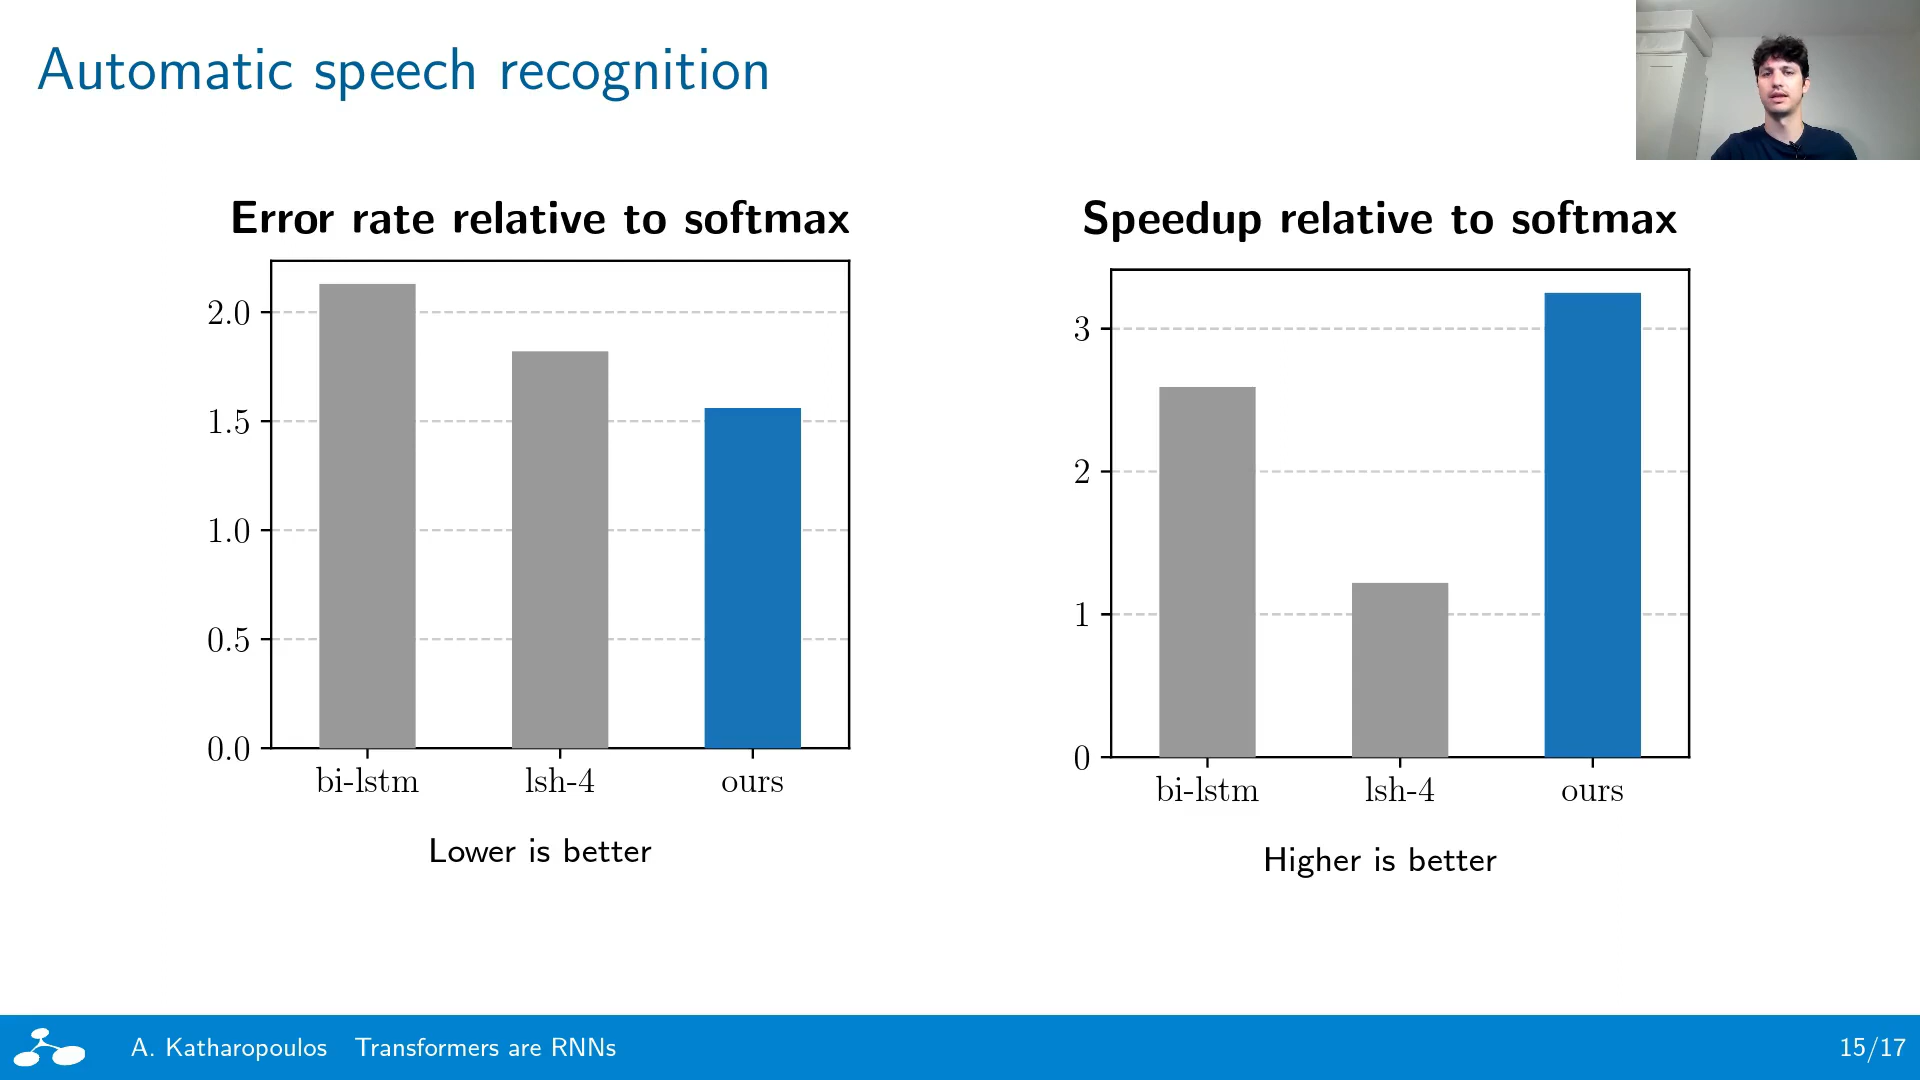 Automatic speech recognition
Error rate relative to softmax
2.0
1.5
1.0
0.5
0.0
bi-lstm lsh-4 ours
Lower is better
Speedup relative to softmax
3
2
1
0
bi-lstm lsh-4 ours
Higher is better
A. Katharopoulos Transformers are RNNs 15/17